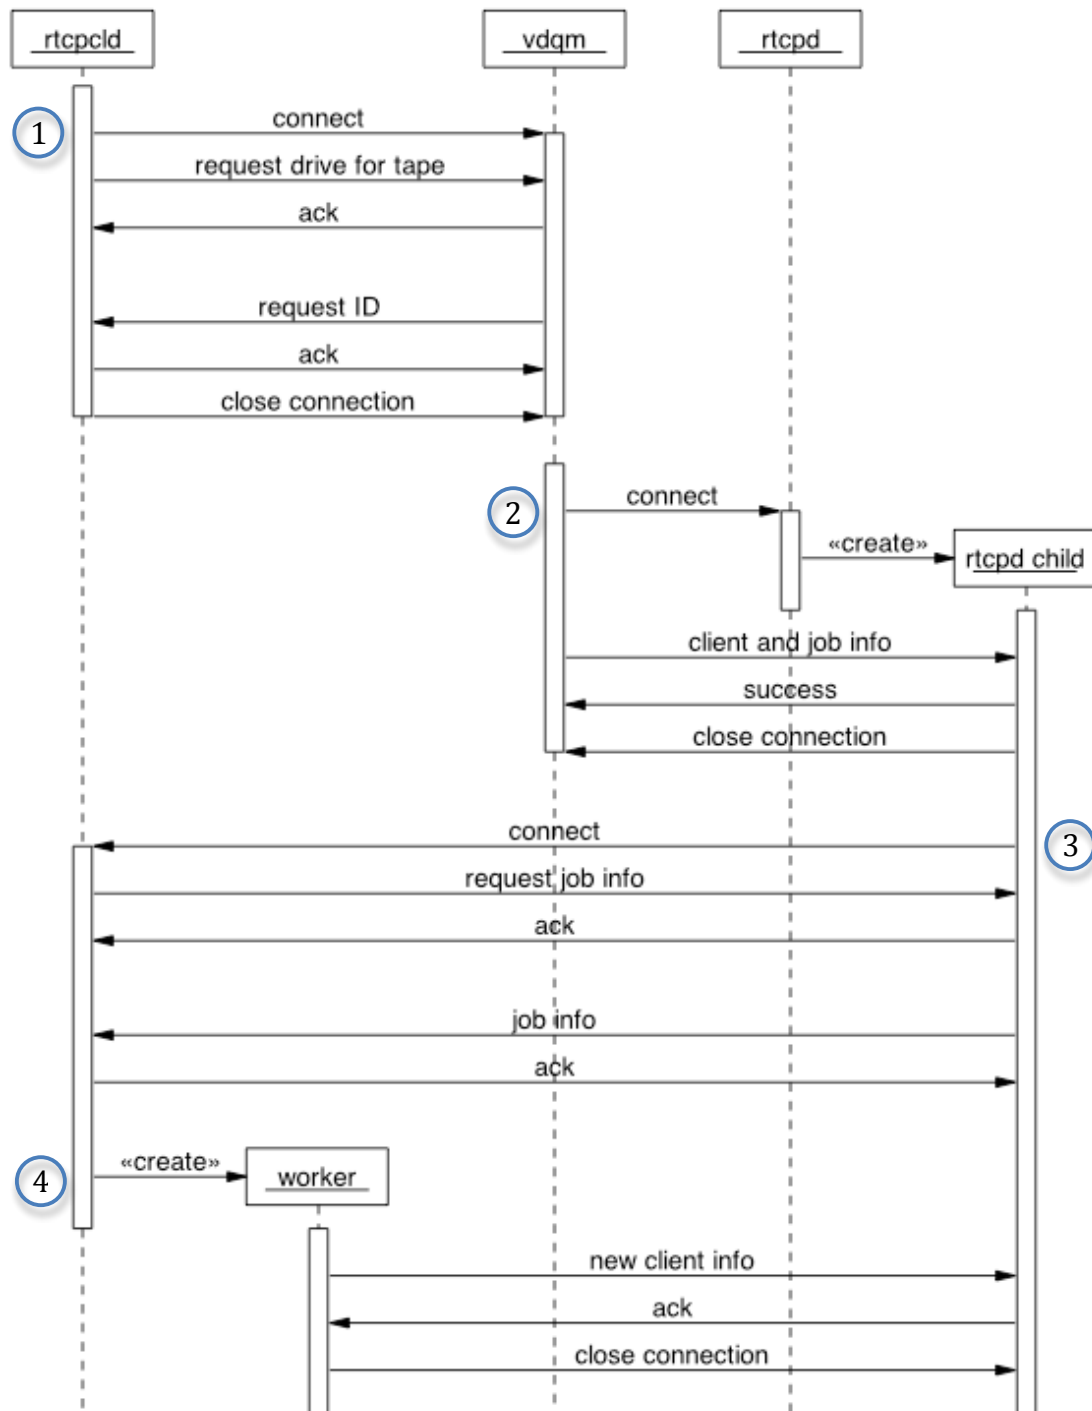 rtcpcld
vdqm
rtcpd
1
connect
request drive for tape
ack
request ID
ack
close connection
2
connect
«create»
rtcpd child
client and job info
success
close connection
connect
3
request job info
ack
job info
ack
4
«create»
worker
new client info
ack
close connection